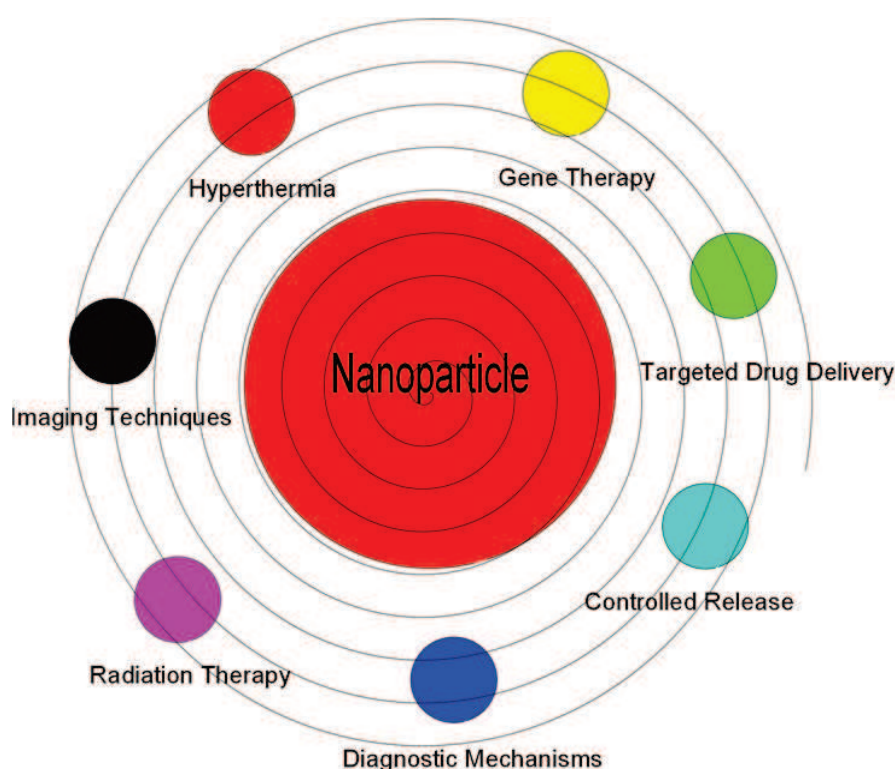 Gene Therapy
Hyperthermia
Nanoparticle
Targeted Drug Delivery
Imaging Techniques
Controlled Release
Radiation Therapy
Diagnostic Mechanisms